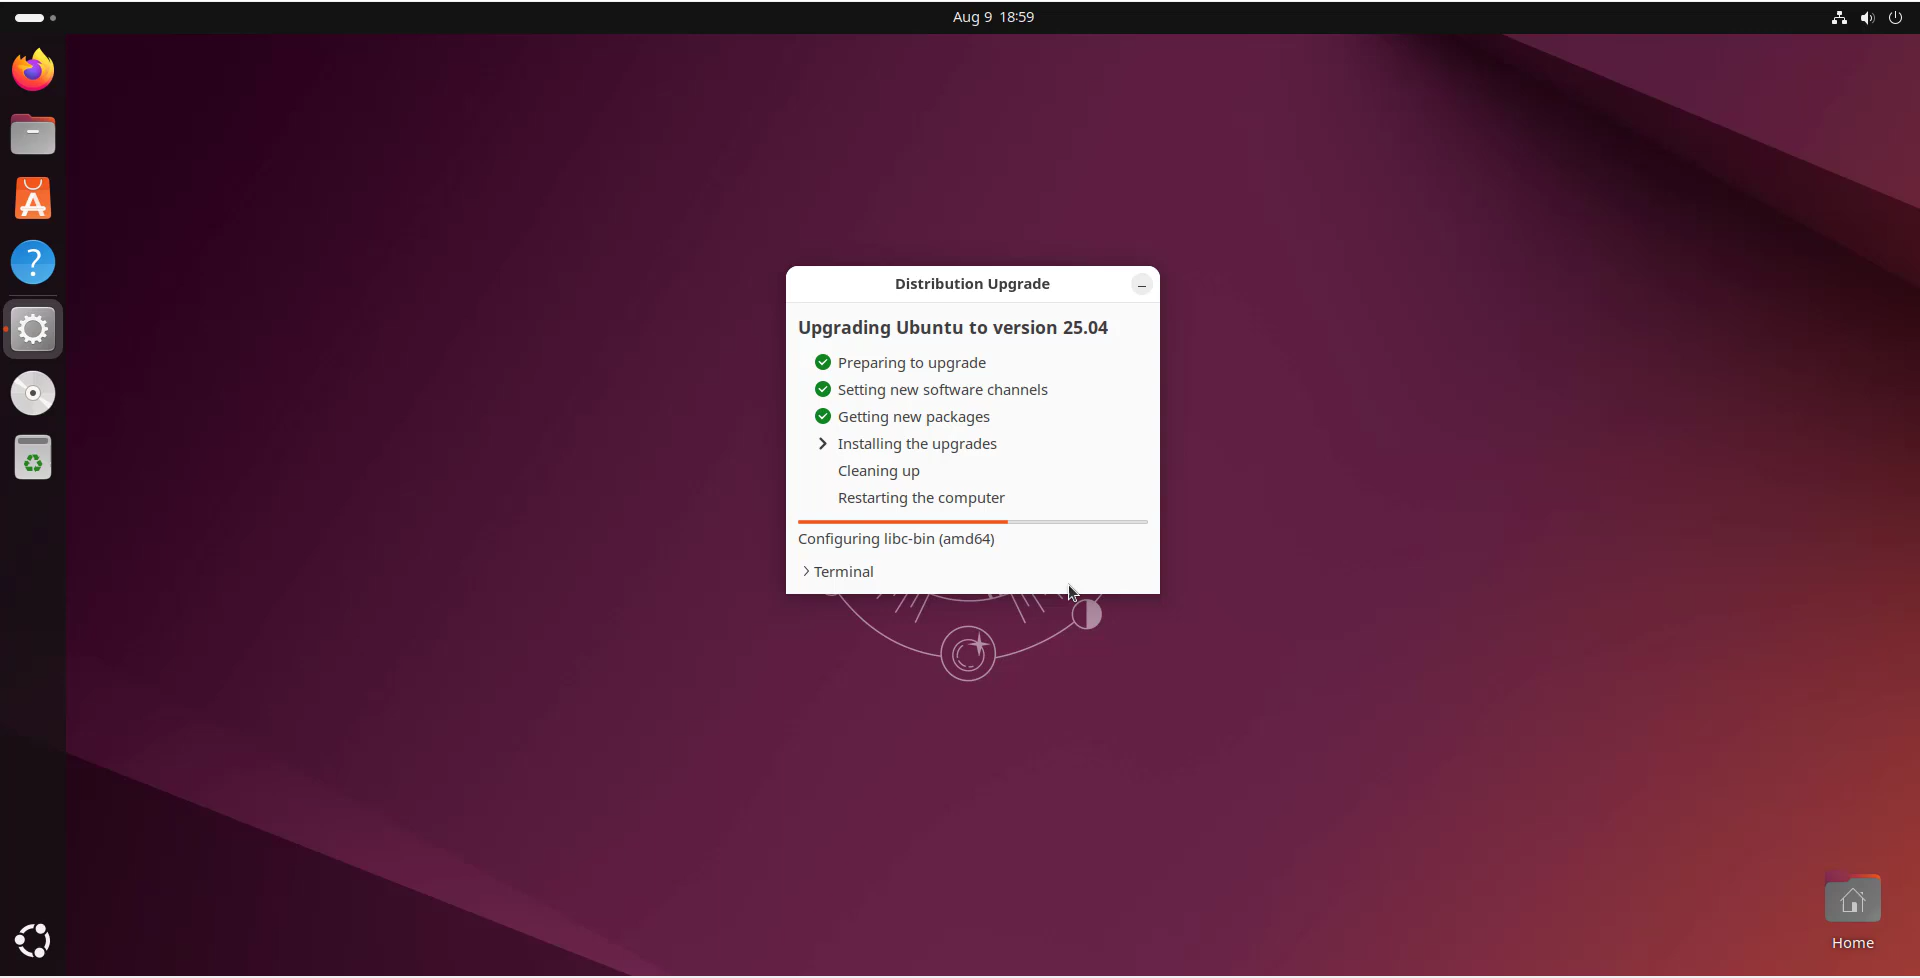 Aug 9 18:59
Distribution Upgrade
Upgrading Ubuntu to version 25.04
Preparing to upgrade
Setting new software channels
Getting new packages
Installing the upgrades
Cleaning up
Restarting the computer
Configuring libc-bin (amd64)
Terminal
Home